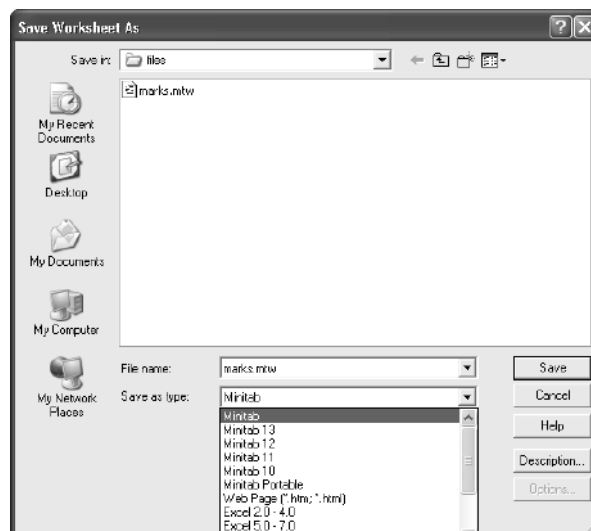 Save Worksheet As
Save in: files
marks.mtw
My Recent
Documents
Desktop
My Documents
My Computer
My Network
Places
File name: marks.mtw
Save as type: Minitab
Minitab
Minitab 13
Minitab 12
Minitab 11
Minitab 10
Minitab Portable
Web Page (*.htm; *.html)
Excel 2.0 - 4.0
Excel 5.0 - 7.0
Save
Cancel
Help
Description...
Options...